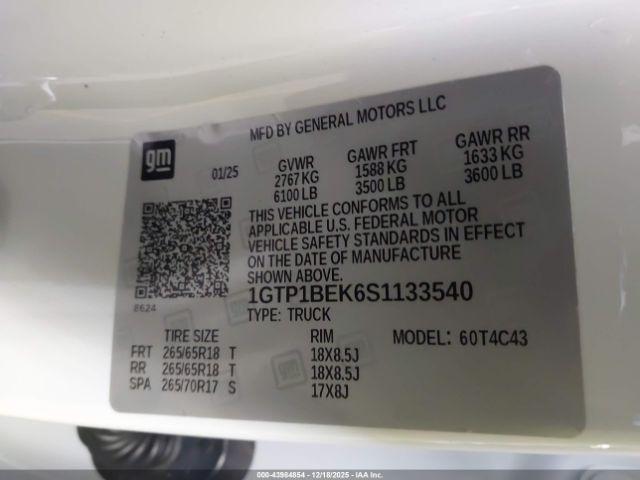 MFD BY GENERAL MOTORS LLC
gm
01/25
GVWR GAWR FRT GAWR RR
2767 KG 1588 KG 1633 KG
6100 LB 3500 LB 3600 LB
THIS VEHICLE CONFORMS TO ALL
APPLICABLE U.S. FEDERAL MOTOR
VEHICLE SAFETY STANDARDS IN EFFECT
ON THE DATE OF MANUFACTURE
SHOWN ABOVE.
8624
1GTP1BEK6S1133540
TYPE: TRUCK
TIRE SIZE RIM MODEL: 60T4C43
FRT 265/65R18 T 18X8.5J
RR 265/65R18 T 18X8.5J
SPA 265/70R17 S 17X8J
000-43984854 - 12/18/2025 - IAA Inc.